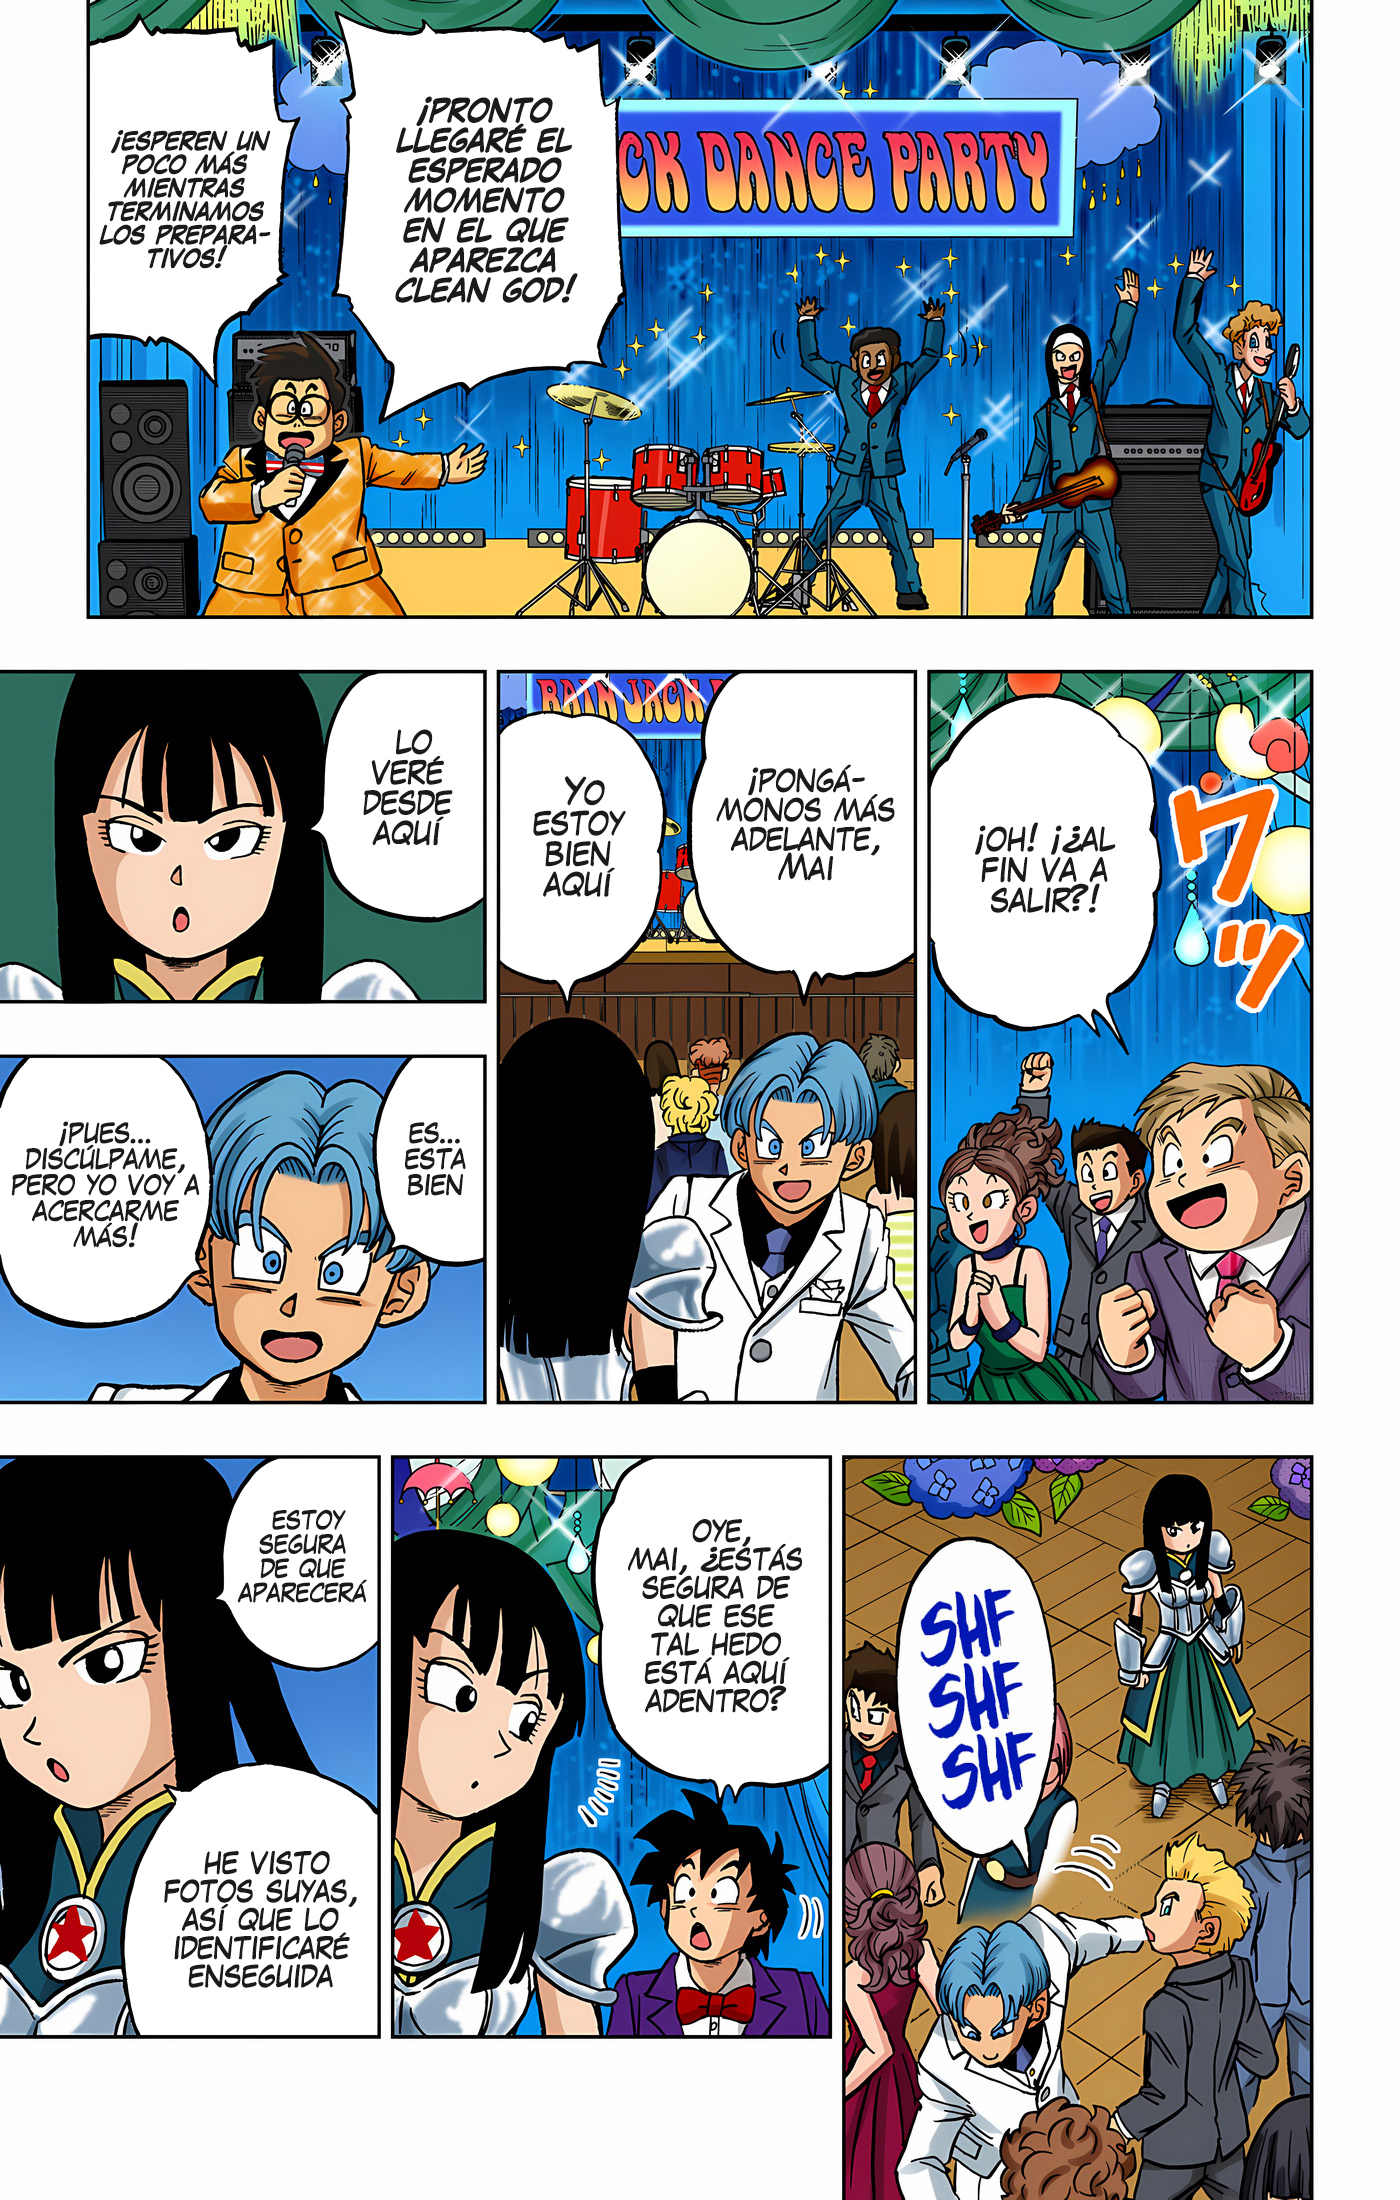 ¡PRONTO
LLEGARÉ EL
ESPERADO
MOMENTO
EN EL QUE
APAREZCA
CLEAN GOD!
¡ESPEREN UN
POCO MÁS
MIENTRAS
TERMINAMOS
LOS PREPARA-
TIVOS!
CK DANCE PARTY
¡OH! ¡¿AL
FIN VA A
SALIR?!
ワッ
RAIN JACK
¡PONGÁ-
MONOS MÁS
ADELANTE,
MAI
YO
ESTOY
BIEN
AQUÍ
LO
VERÉ
DESDE
AQUÍ
ES...
ESTA
BIEN
¡PUES...
DISCÚLPAME,
PERO YO VOY A
ACERCARME
MÁS!
SHF
SHF
SHF
OYE,
MAI, ¿ESTÁS
SEGURA DE
QUE ESE
TAL HEDO
ESTÁ AQUÍ
ADENTRO?
ESTOY
SEGURA
DE QUE
APARECERÁ
HE VISTO
FOTOS SUYAS,
ASÍ QUE LO
IDENTIFICARÉ
ENSEGUIDA